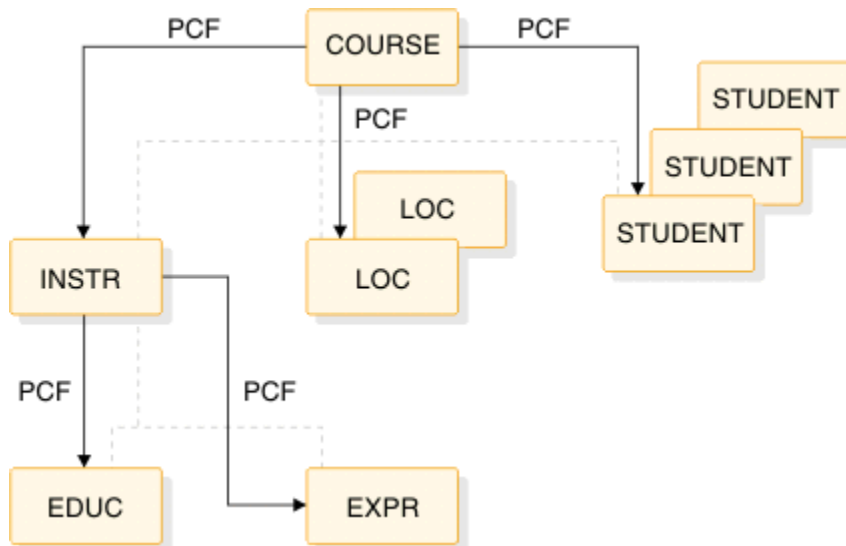 PCF
COURSE
PCF
PCF
STUDENT
STUDENT
LOC
STUDENT
INSTR
LOC
PCF
PCF
EDUC
EXPR